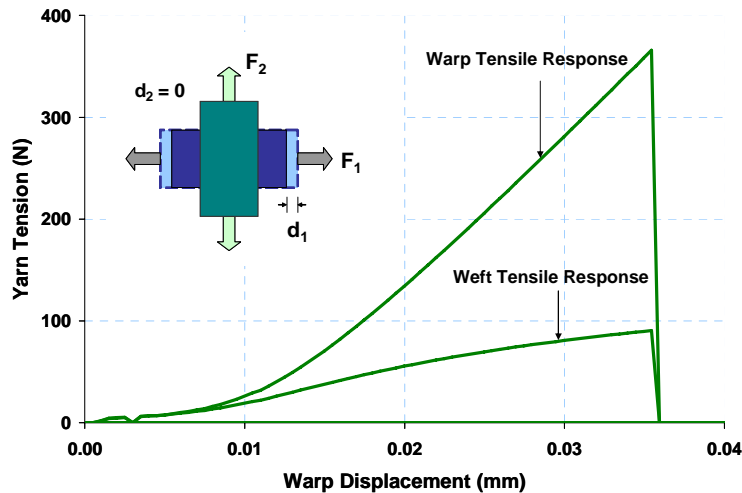 400
300
200
100
0
Yarn Tension (N)
0.00
0.01
0.02
0.03
0.04
Warp Displacement (mm)
F2
d2 = 0
F1
d1
Warp Tensile Response
Weft Tensile Response